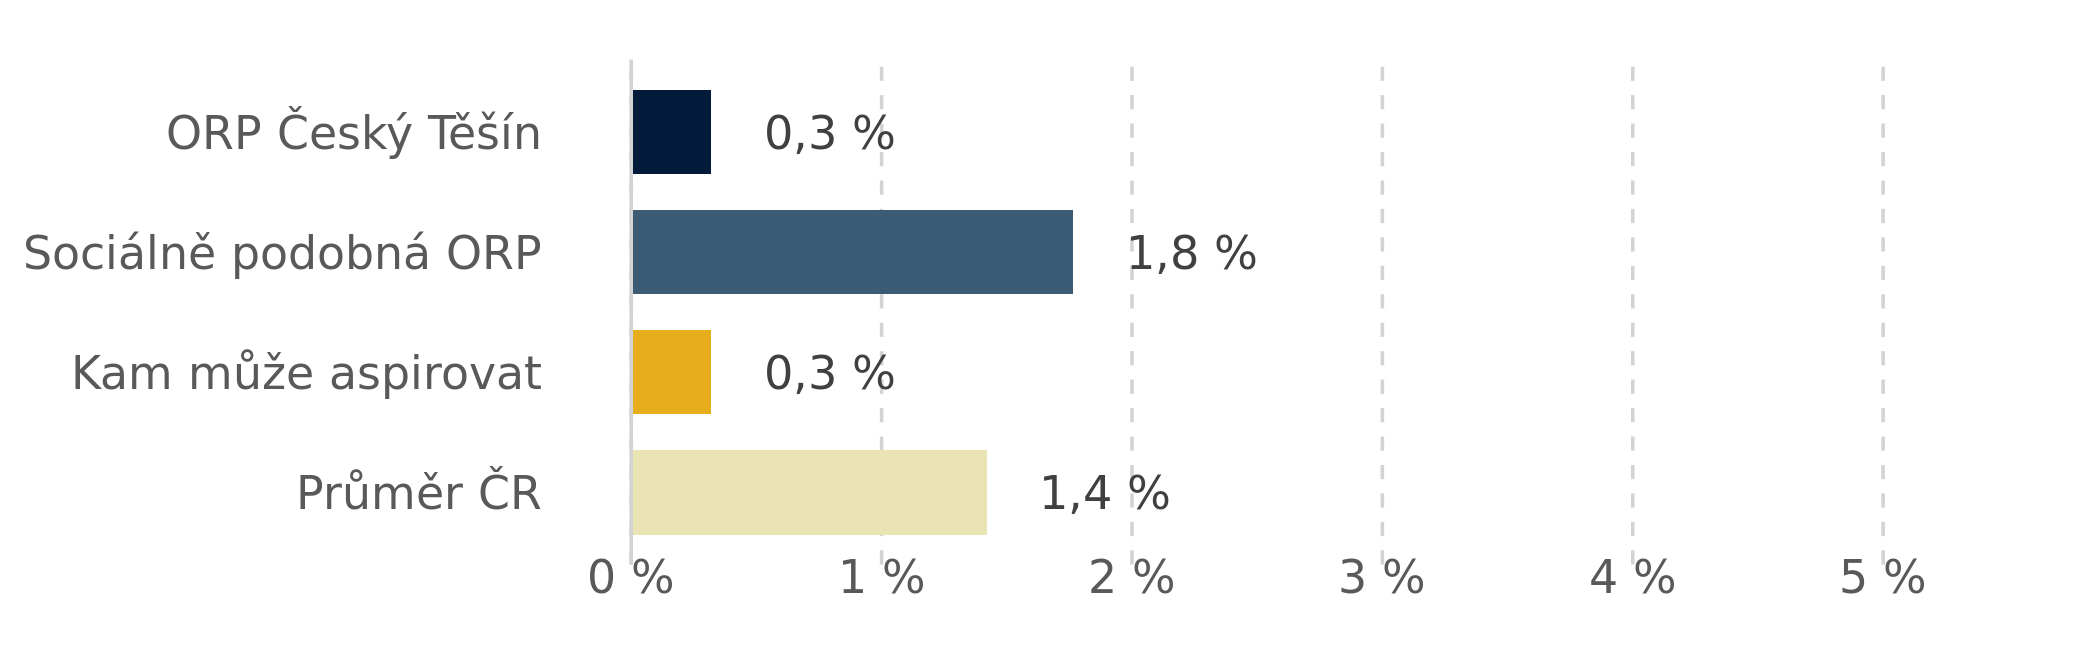 ORP Český Těšín 0,3 %
Sociálně podobná ORP 1,8 %
Kam může aspirovat 0,3 %
Průměr ČR 1,4 %
0 % 1 % 2 % 3 % 4 % 5 %